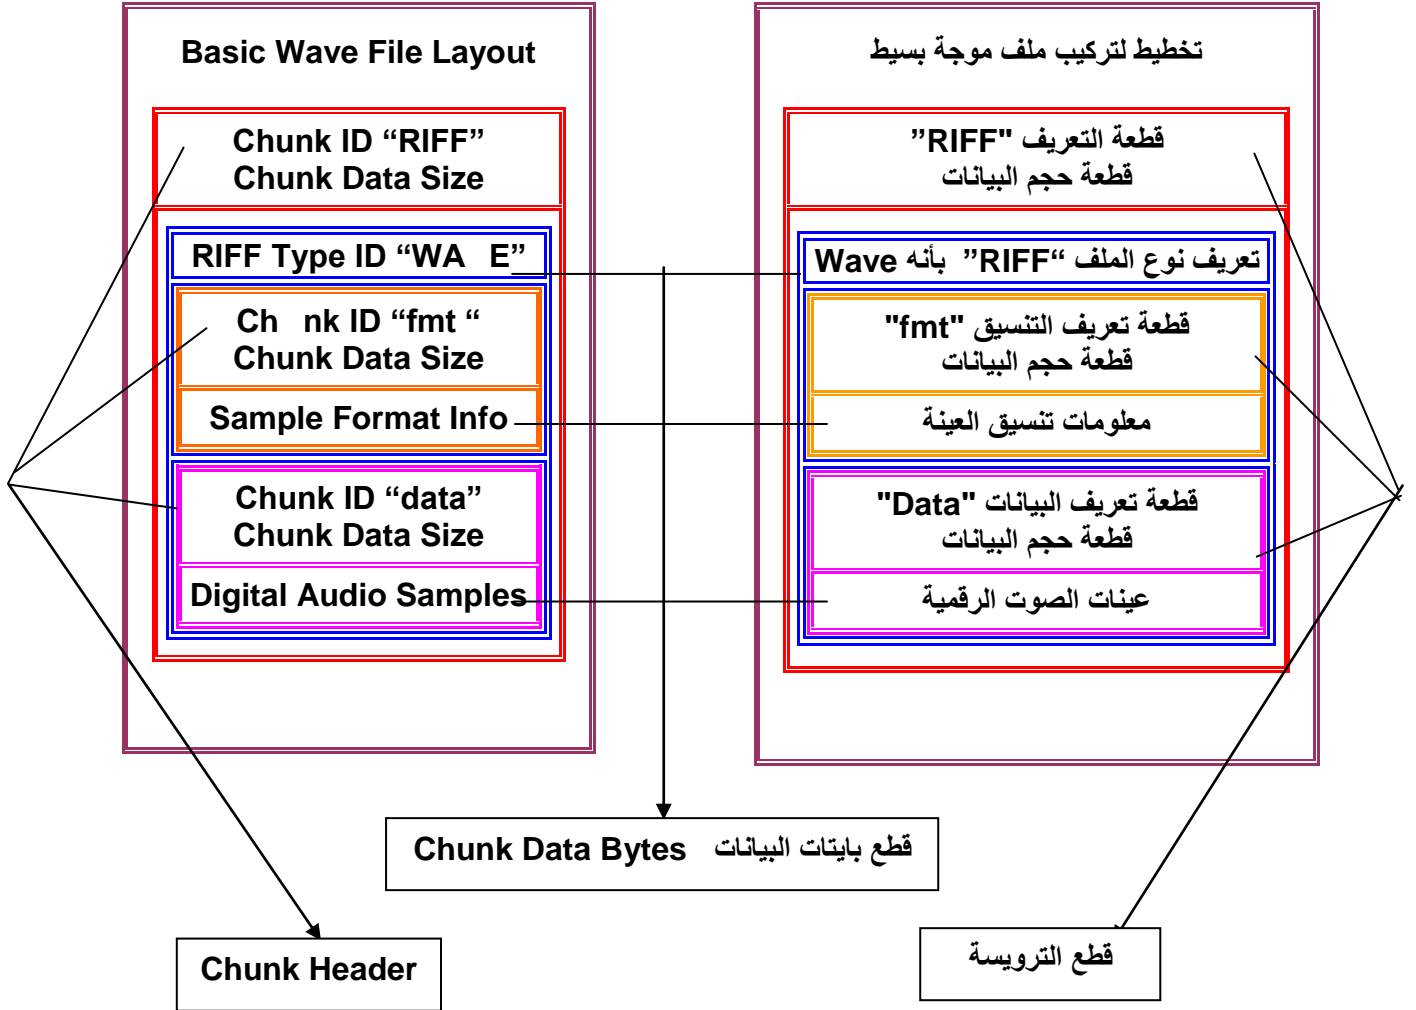 Basic Wave File Layout
Chunk ID “RIFF”
Chunk Data Size
RIFF Type ID “WA E”
Ch nk ID “fmt “
Chunk Data Size
Sample Format Info
Chunk ID “data”
Chunk Data Size
Digital Audio Samples
تخطيط لتركيب ملف موجة بسيط
قطعة التعريف "RIFF”
قطعة حجم البيانات
تعريف نوع الملف “RIFF” بأنه Wave
قطعة تعريف التنسيق "fmt"
قطعة حجم البيانات
معلومات تنسيق العينة
قطعة تعريف البيانات "Data"
قطعة حجم البيانات
عينات الصوت الرقمية
Chunk Data Bytes قطع بايتات البيانات
Chunk Header
قطع الترويسة